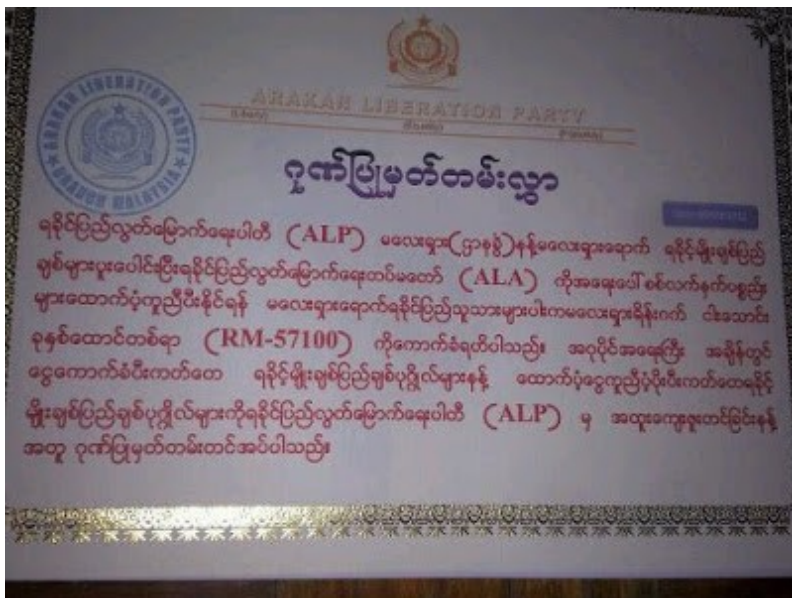 ARAKAN LIBERATION PARTY
ARAKAN LIBERATION PARTY
BRANCH MALAYSIA
ဂုဏ်ပြုမှတ်တမ်းလွှာ
ရခိုင်ပြည်လွတ်မြောက်ရေးပါတီ (ALP) မလေးရှား(ဌာနခွဲ)နန့်မလေးရှားရောက် ရခိုင့်မျိုးချစ်ပြည်
ချစ်များပူးပေါင်းပြီးရခိုင်ပြည်လွတ်မြောက်ရေးတပ်မတော် (ALA) ကိုအရေးပေါ်စစ်လက်နက်ပစ္စည်း
များထောက်ပံ့ကူညီပီးနိုင်ရန် မလေးရှားရောက်ရခိုင်ပြည်သူသားများပါးကမလေးရှားရိန်းဂက် ငါးသောင်း
ခုနှစ်ထောင်တစ်ရာ (RM-57100) ကိုကောက်ခံရဟိပါသည်။ အဂုပိုင်အရေးကြီး အချိန်တွင်
ငွေကောက်ခံပီးကတ်တေ ရခိုင့်မျိုးချစ်ပြည်ချစ်ပုဂ္ဂိုလ်များနန့် ထောက်ပံ့ငွေကူညီပံ့ပိုးပီးကတ်တေရခိုင့်
မျိုးချစ်ပြည်ချစ်ပုဂ္ဂိုလ်များကိုရခိုင်ပြည်လွတ်မြောက်ရေးပါတီ (ALP) မှ အထူးကျေးဇူးတင်ခြင်းနန့်
အတူ ဂုဏ်ပြုမှတ်တမ်းတင်အပ်ပါသည်။